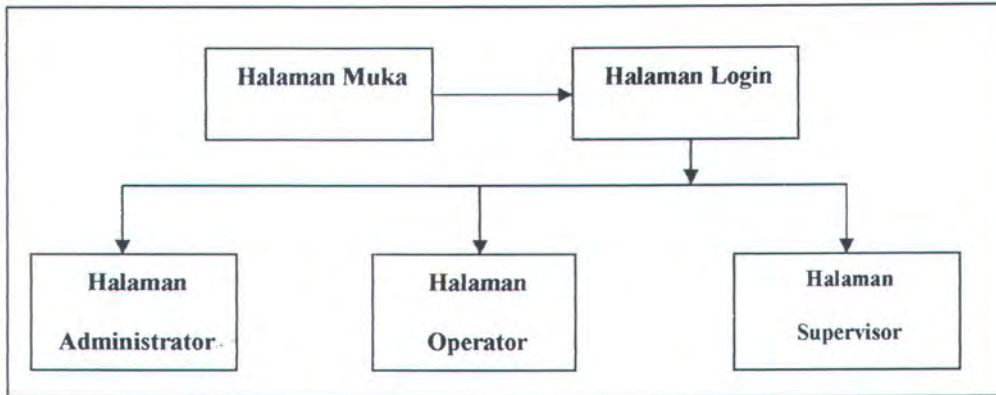 Halaman Muka
Halaman Login
Halaman
Administrator
Halaman
Operator
Halaman
Supervisor